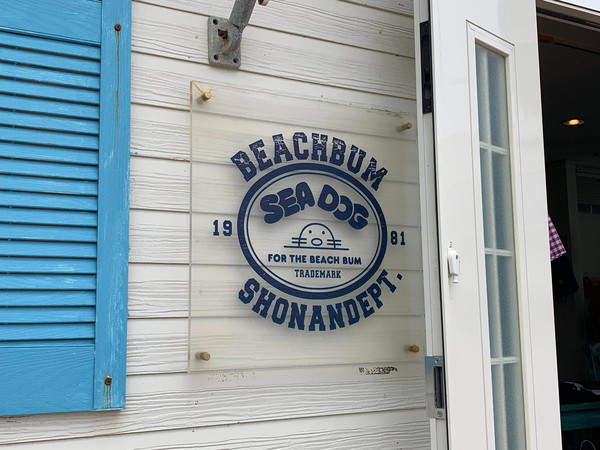 BEACHBUM
SEA DOG
19 81
FOR THE BEACH BUM
TRADEMARK
SHONANDEPT.